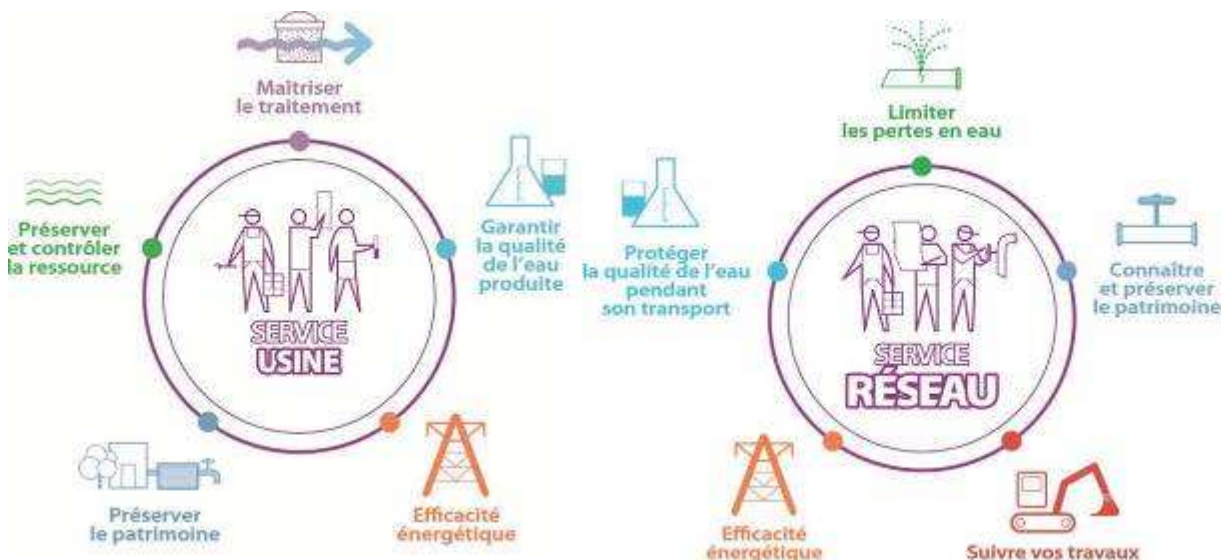 Maîtriser
le traitement
Préserver
et contrôler
la ressource
Garantir
la qualité
de l'eau
produite
SERVICE
USINE
Préserver
le patrimoine
Efficacité
énergétique
Limiter
les pertes en eau
Protéger
la qualité de l'eau
pendant
son transport
Connaître
et préserver
le patrimoine
SERVICE
RÉSEAU
Efficacité
énergétique
Suivre vos travaux